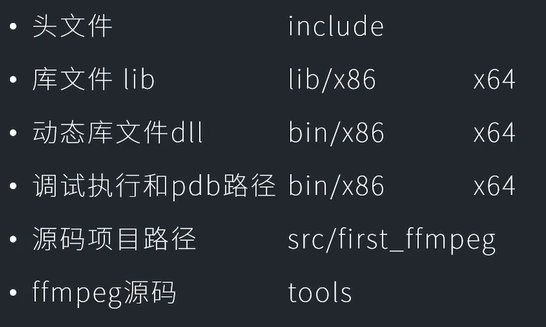 • 头文件 include
• 库文件 lib lib/x86 x64
• 动态库文件dll bin/x86 x64
• 调试执行和pdb路径 bin/x86 x64
• 源码项目路径 src/first_ffmpeg
• ffmpeg源码 tools